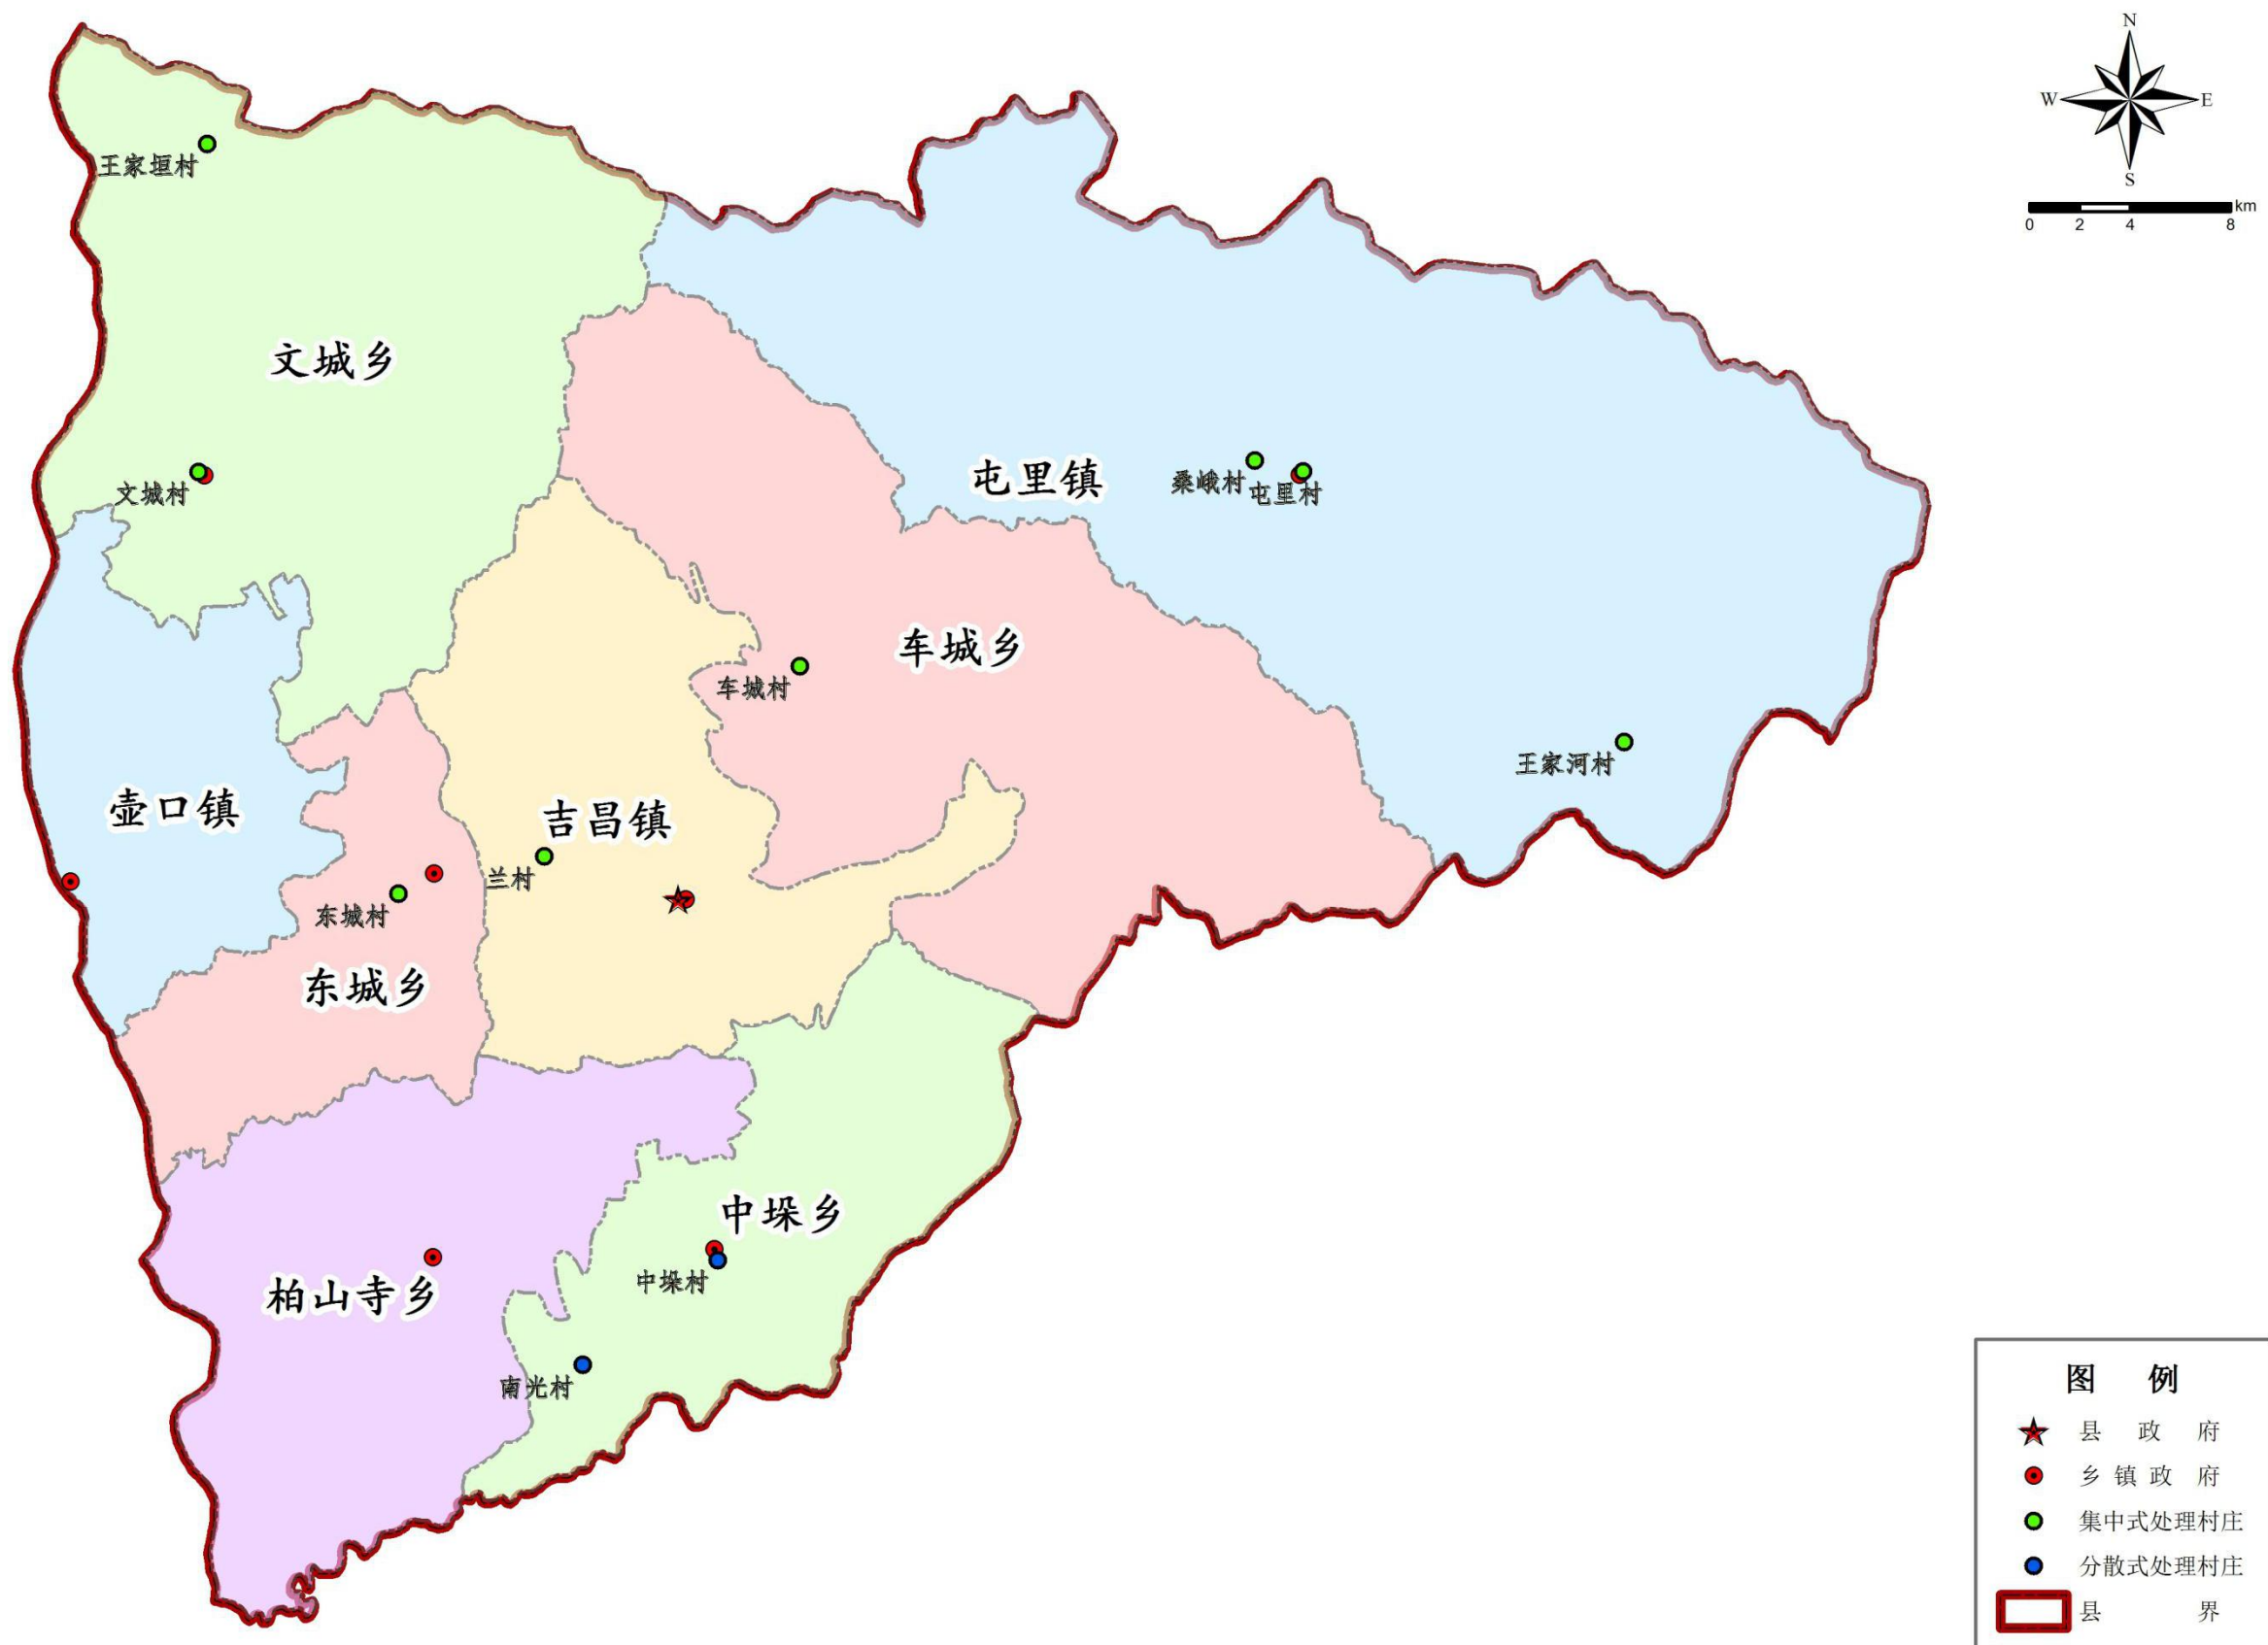 N
W
E
S
km
0 2 4 8
王家垣村
文城乡
文城村
屯里镇
桑峨村
屯里村
车城乡
车城村
王家河村
壶口镇
吉昌镇
兰村
东城村
东城乡
中垛乡
中垛村
柏山寺乡
南光村
图 例
县 政 府
乡 镇 政 府
集中式处理村庄
分散式处理村庄
县 界